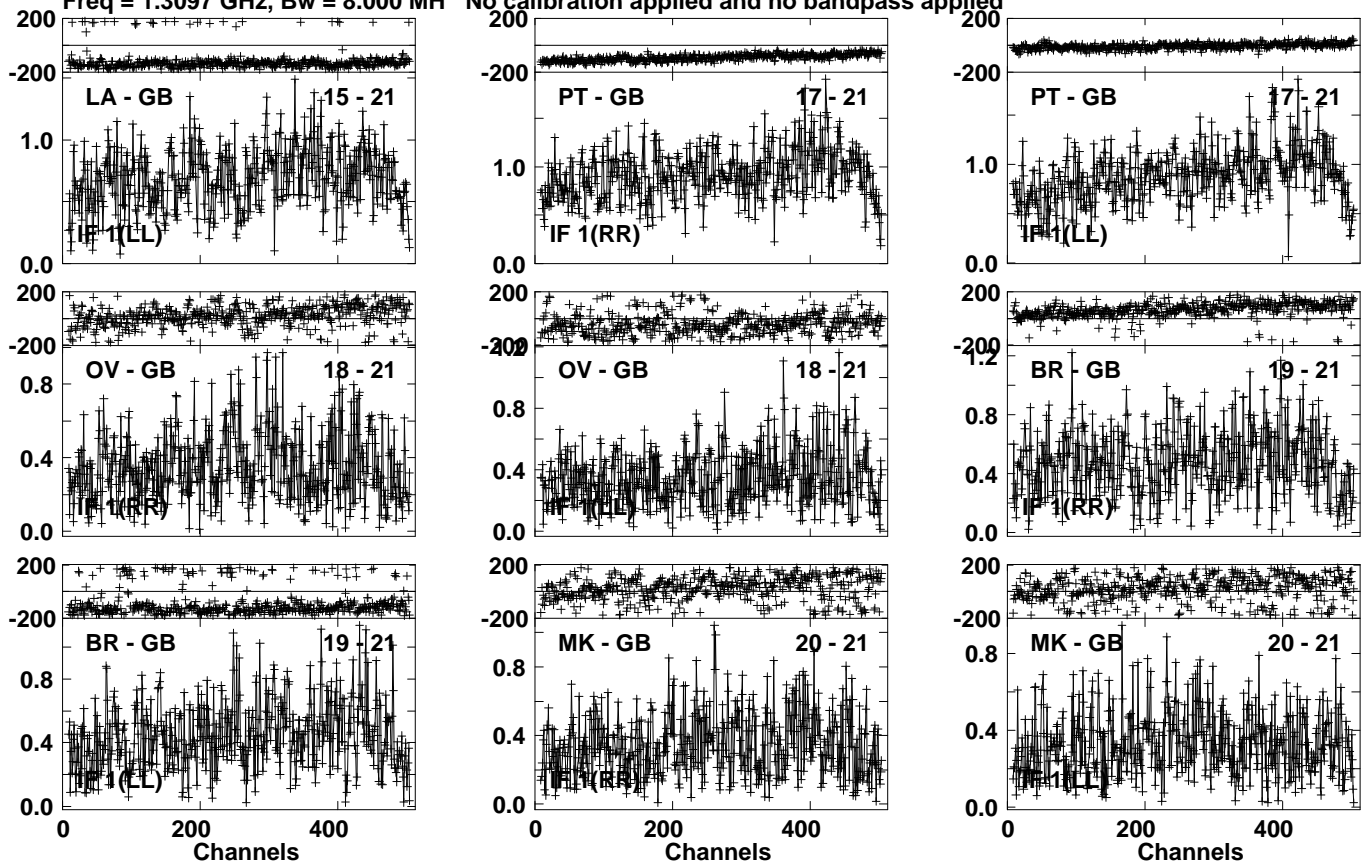 Freq = 1.3097 GHz, Bw = 8.000 MH   No calibration applied and no bandpass applied
200
-200
LA - GB 15 - 21
1.0
IF 1(LL)
0.0
-200
200
PT - GB 17 - 21
1.0
IF 1(RR)
0.0
200
-200
PT - GB 17 - 21
1.0
IF 1(LL)
0.0
200
-200
OV - GB 18 - 21
0.8
0.4
IF 1(RR)
0.0
200
-200
1.2
OV - GB 18 - 21
0.8
0.4
IF 1(LL)
0.0
200
-200
1.2
BR - GB 19 - 21
0.8
0.4
IF 1(RR)
0.0
200
-200
BR - GB 19 - 21
0.8
0.4
IF 1(LL)
0.0
0 200 400
Channels
200
-200
MK - GB 20 - 21
0.8
0.4
IF 1(RR)
0.0
0 200 400
Channels
200
-200
MK - GB 20 - 21
0.8
0.4
IF 1(LL)
0.0
0 200 400
Channels